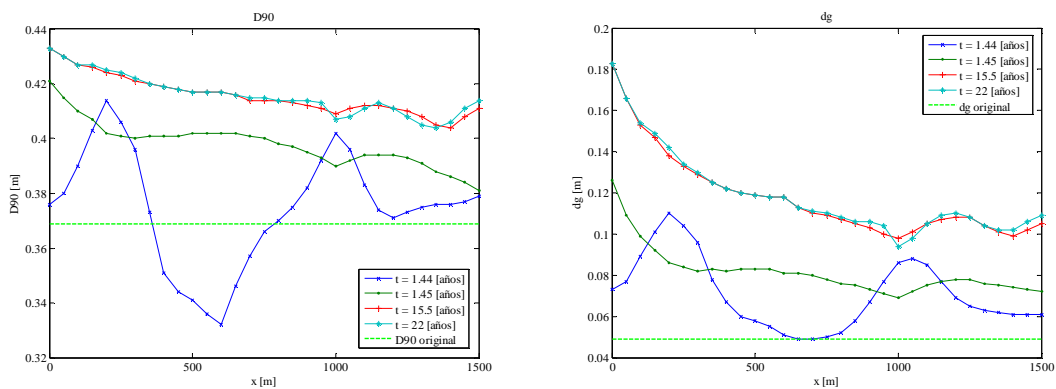 D90
0.44
0.42
0.4
0.38
0.36
0.34
0.32
D90 [m]
0
500
1000
1500
x [m]
t = 1.44 [años]
t = 1.45 [años]
t = 15.5 [años]
t = 22 [años]
D90 original
dg
0.2
0.18
0.16
0.14
0.12
0.1
0.08
0.06
0.04
dg [m]
0
500
1000
1500
x [m]
t = 1.44 [años]
t = 1.45 [años]
t = 15.5 [años]
t = 22 [años]
dg original